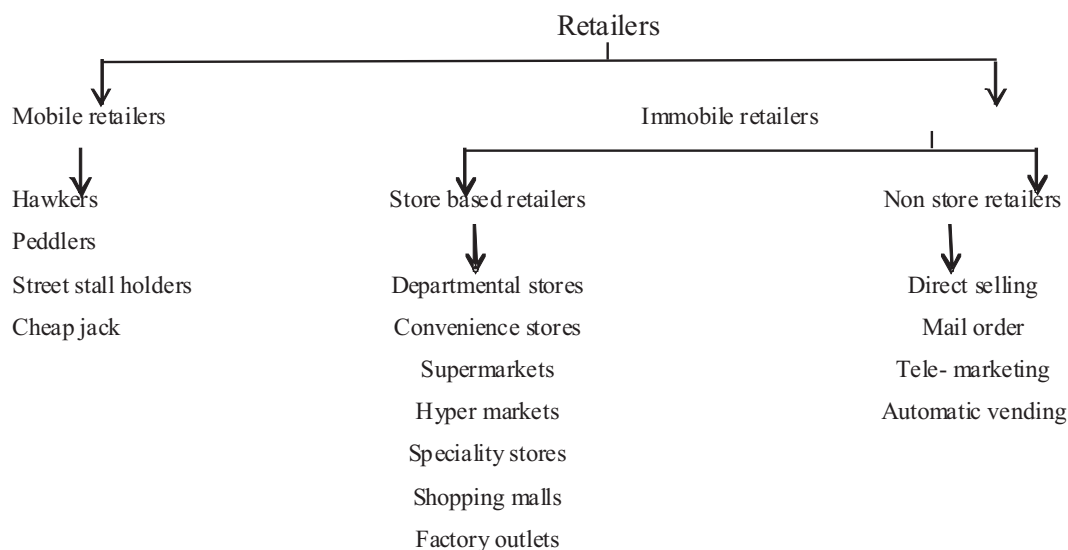 Retailers
Mobile retailers Immobile retailers
Hawkers Store based retailers Non store retailers
Peddlers
Street stall holders Departmental stores Direct selling
Cheap jack Convenience stores Mail order
Supermarkets Tele- marketing
Hyper markets Automatic vending
Speciality stores
Shopping malls
Factory outlets